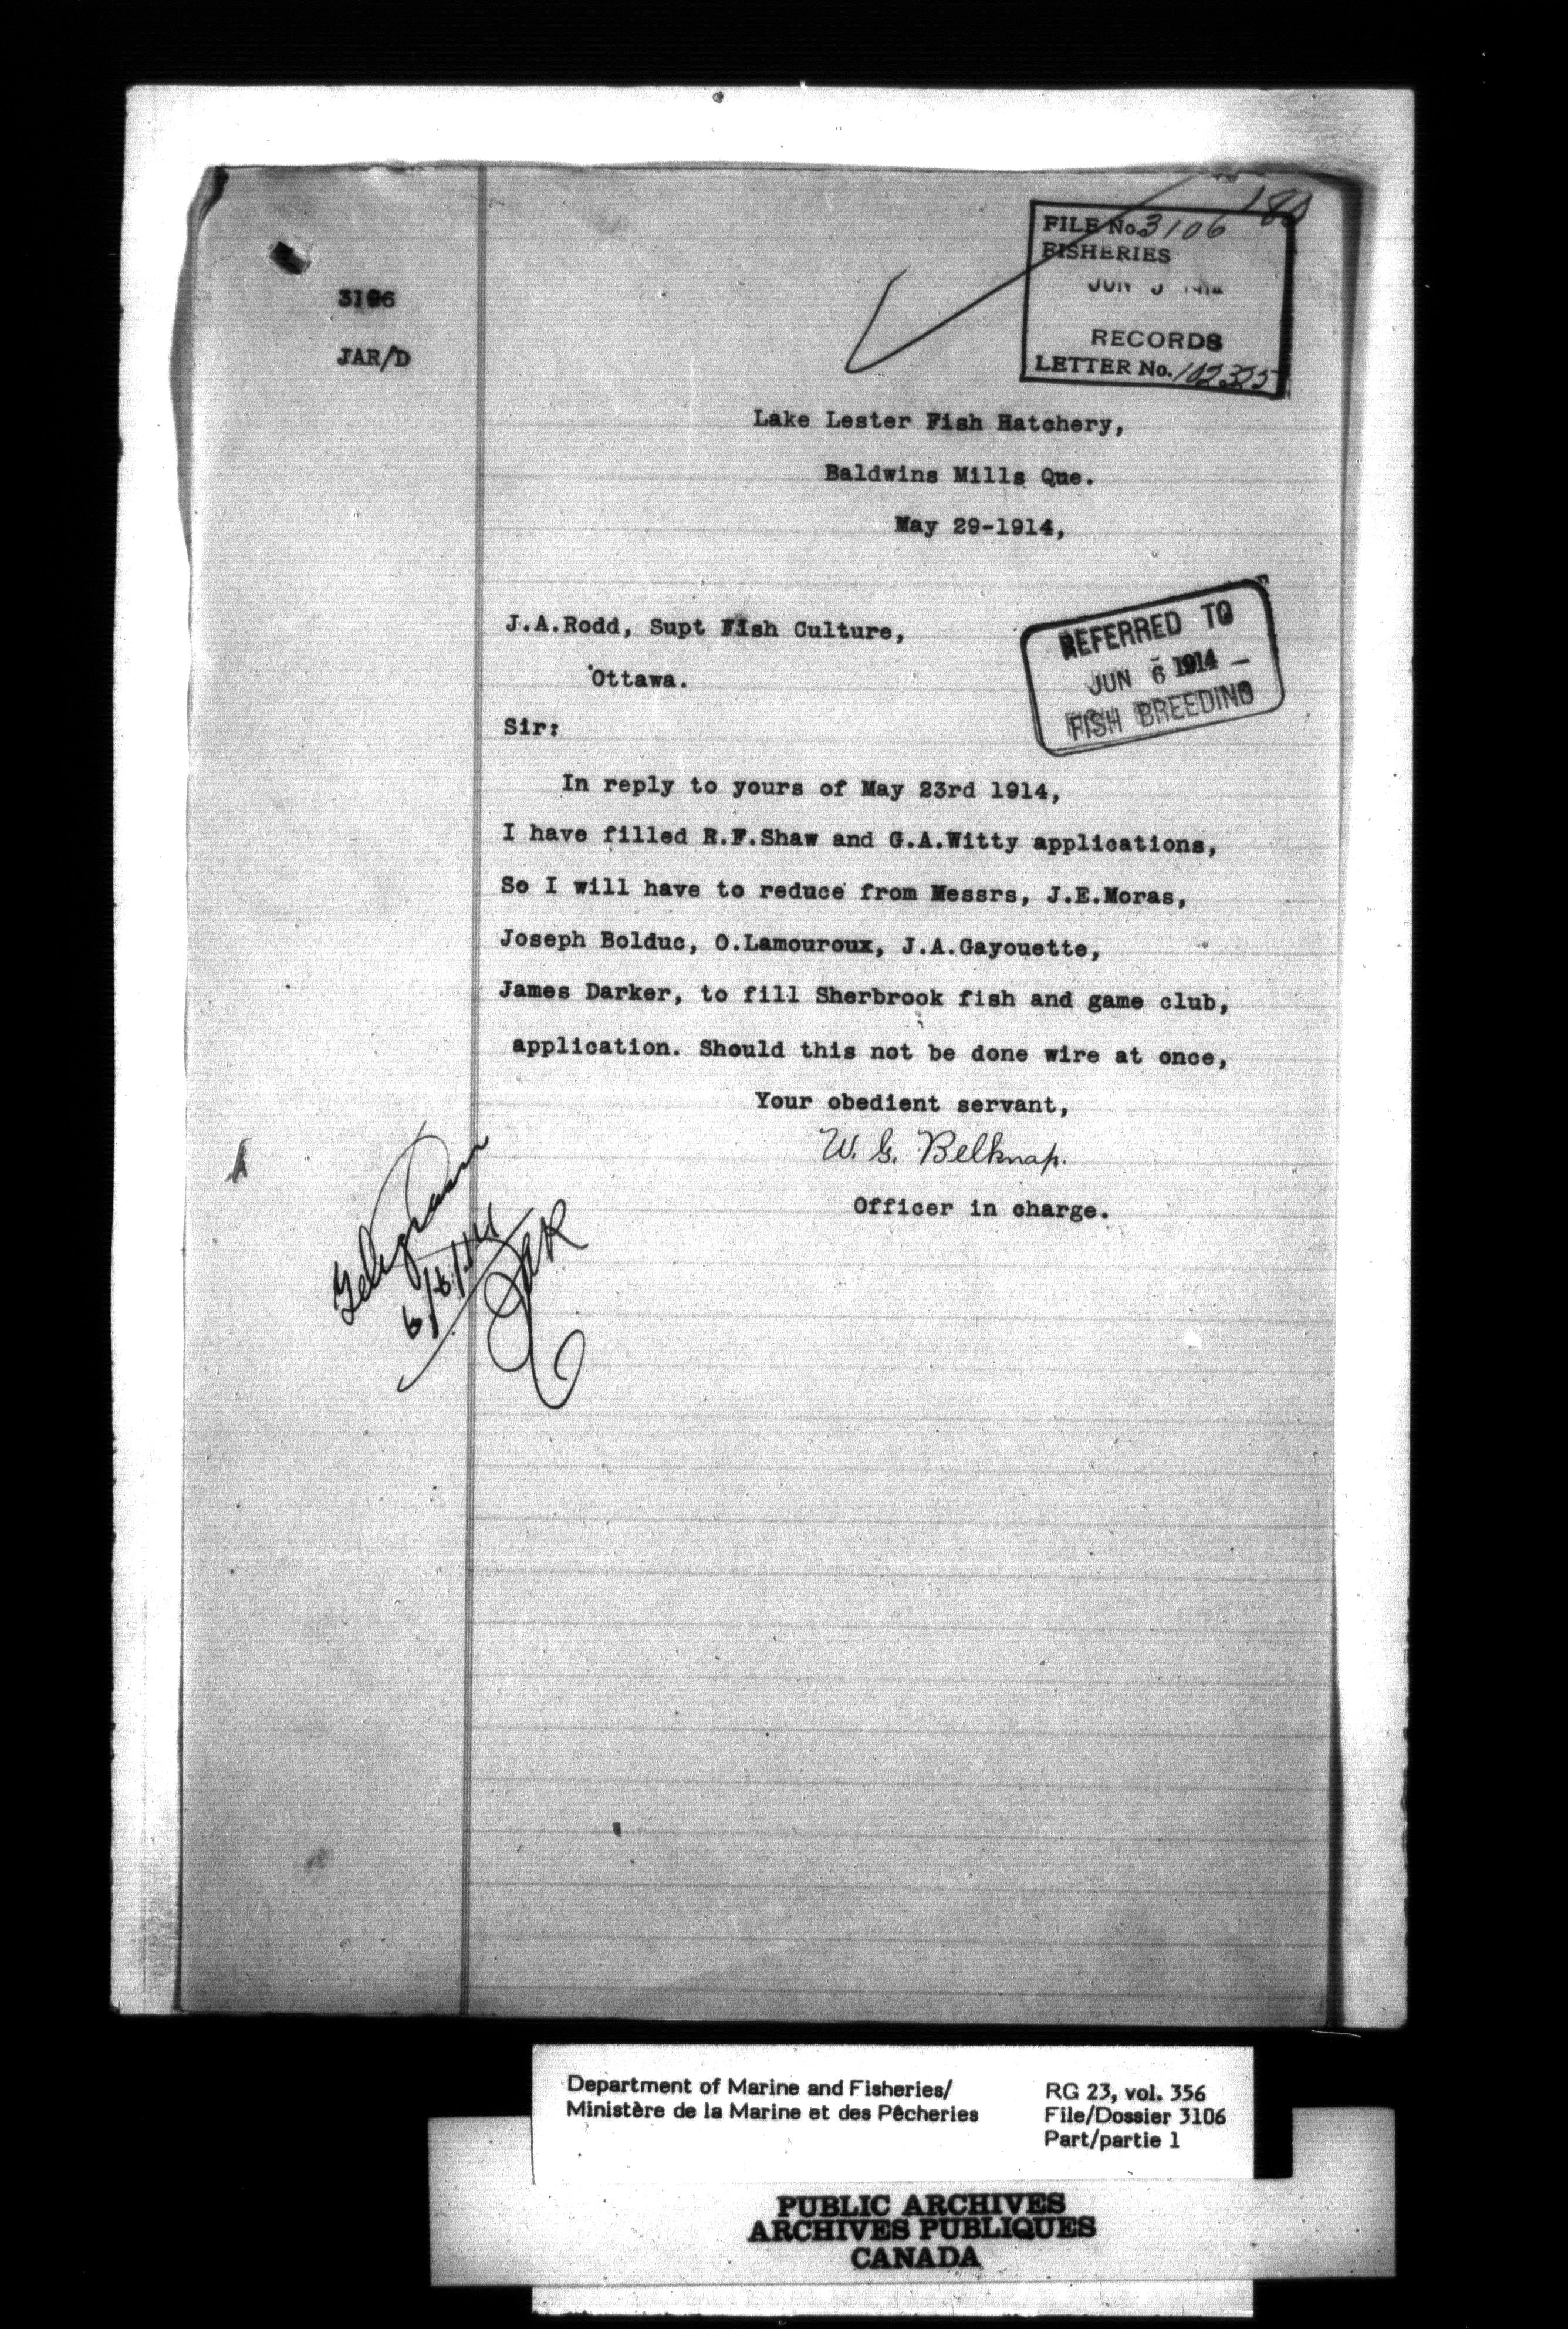 180
FILE No. 3106
FISHERIES
JUN 5 1914
RECORDS
LETTER No. 102325
3106
JAR/D
Lake Lester Fish Hatchery,
Baldwins Mills Que.
May 29-1914,
J.A.Rodd, Supt Fish Culture,
Ottawa.
REFERRED TO
JUN 6 1914 -
FISH BREEDING
Sir:
In reply to yours of May 23rd 1914,
I have filled R.F.Shaw and G.A.Witty applications,
So I will have to reduce from Messrs, J.E.Moras,
Joseph Bolduc, O.Lamouroux, J.A.Gayouette,
James Darker, to fill Sherbrook fish and game club,
application. Should this not be done wire at once,
Your obedient servant,
W. G. Belknap.
Officer in charge.
Telegram
6/6/14
JAR
Department of Marine and Fisheries/
Ministère de la Marine et des Pêcheries
RG 23, vol. 356
File/Dossier 3106
Part/partie 1
PUBLIC ARCHIVES
ARCHIVES PUBLIQUES
CANADA